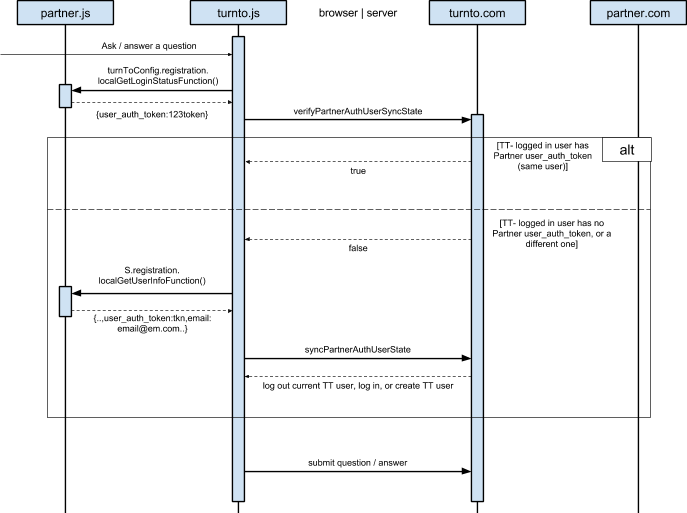 partner.js
turnto.js
browser | server
turnto.com
partner.com
Ask / answer a question
turnToConfig.registration.
localGetLoginStatusFunction()
{user_auth_token:123token}
verifyPartnerAuthUserSyncState
[TT- logged in user has
Partner user_auth_token
(same user)]
alt
true
[TT- logged in user has no
Partner user_auth_token, or a
different one]
false
S.registration.
localGetUserInfoFunction()
{..,user_auth_token:tkn,email:
email@em.com..}
syncPartnerAuthUserState
log out current TT user, log in, or create TT user
submit question / answer